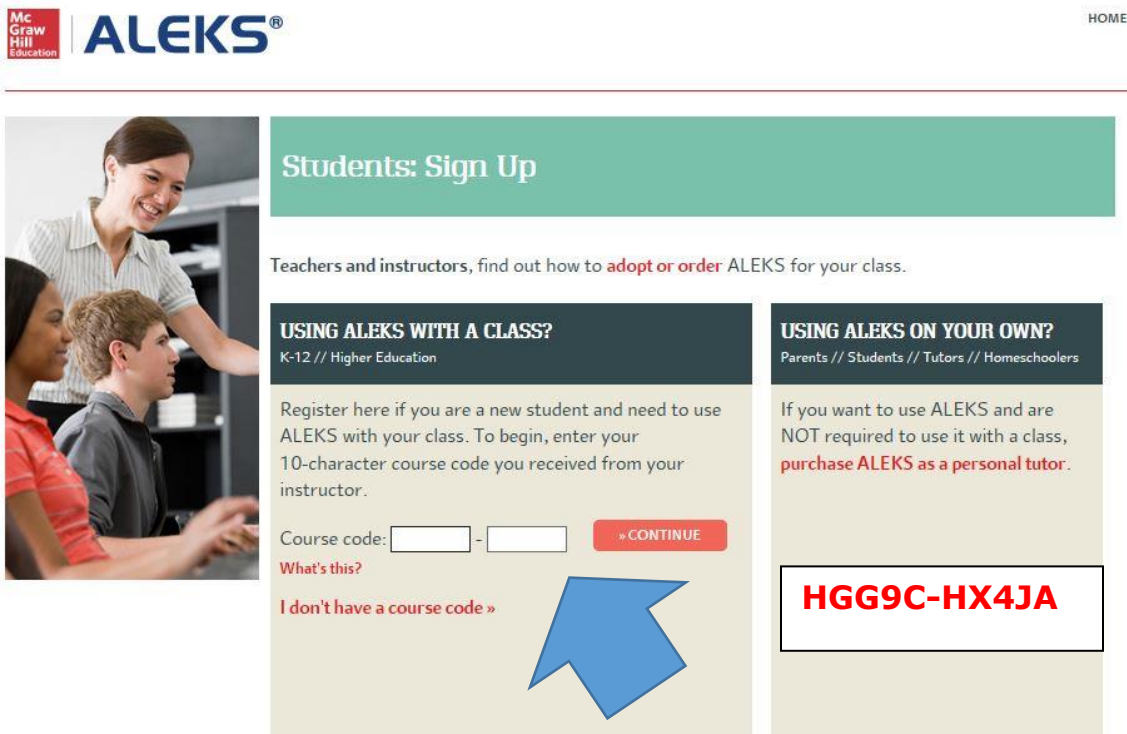 Mc
Graw
Hill
Education
ALEKS®
HOME
Students: Sign Up
Teachers and instructors, find out how to adopt or order ALEKS for your class.
USING ALEKS WITH A CLASS?
K-12 // Higher Education
Register here if you are a new student and need to use
ALEKS with your class. To begin, enter your
10-character course code you received from your
instructor.
Course code: - » CONTINUE
What's this?
I don't have a course code »
USING ALEKS ON YOUR OWN?
Parents // Students // Tutors // Homeschoolers
If you want to use ALEKS and are
NOT required to use it with a class,
purchase ALEKS as a personal tutor.
HGG9C-HX4JA